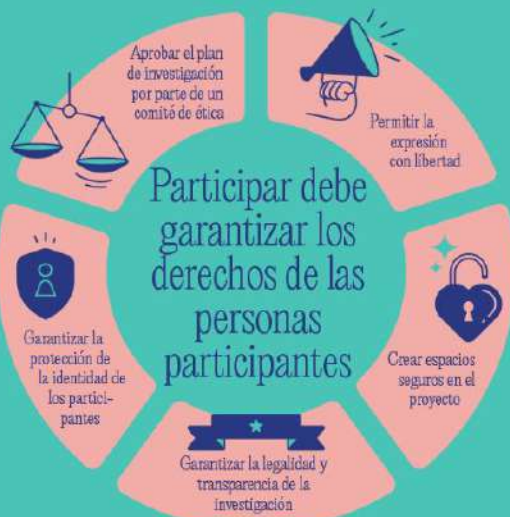 Aprobar el plan
de investigación
por parte de un
comité de ética
Permitir la
expresión
con libertad
Participar debe
garantizar los
derechos de las
personas
participantes
Garantizar la
protección de
la identidad de
los partici-
pantes
Crear espacios
seguros en el
proyecto
Garantizar la legalidad y
transparencia de la
investigación